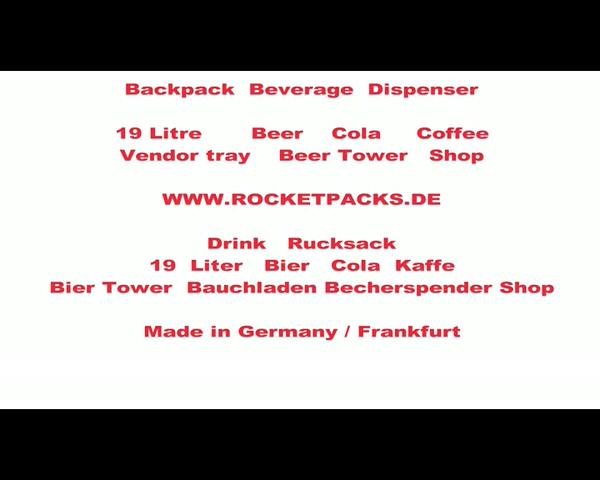 Backpack Beverage Dispenser
19 Litre Beer Cola Coffee
Vendor tray Beer Tower Shop
WWW.ROCKETPACKS.DE
Drink Rucksack
19 Liter Bier Cola Kaffe
Bier Tower Bauchladen Becherspender Shop
Made in Germany / Frankfurt